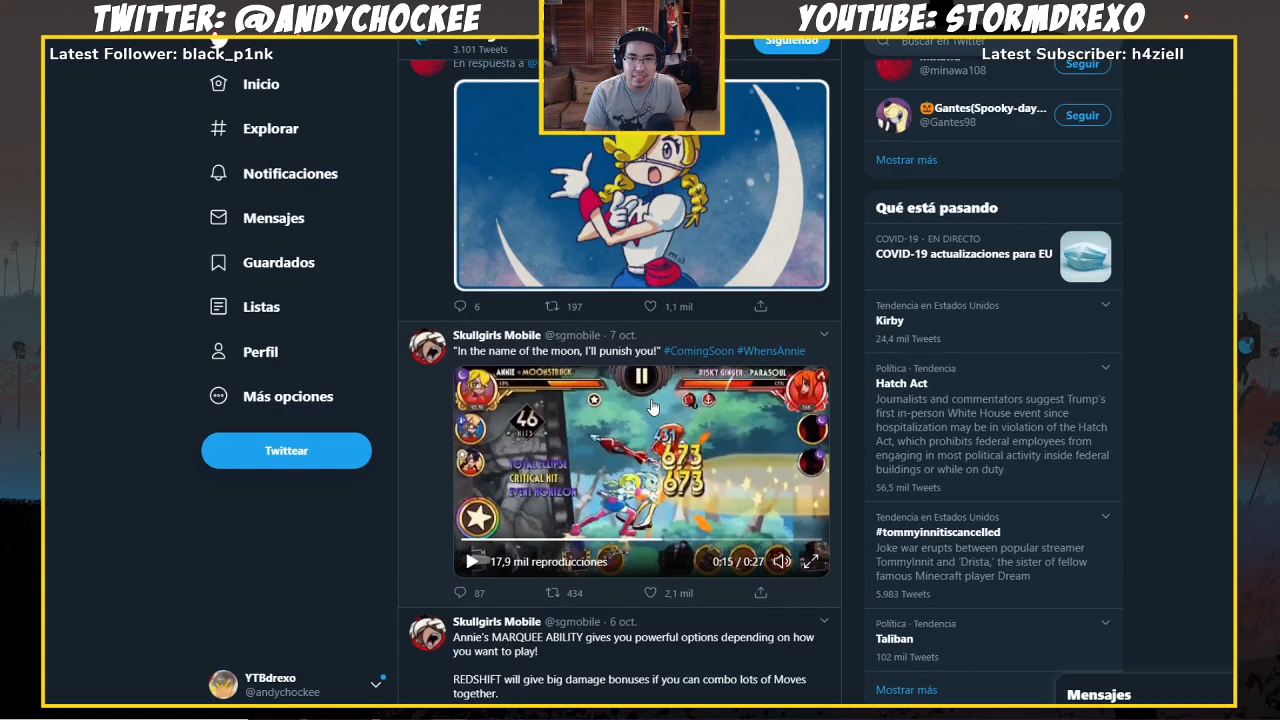 TWITTER: @ANDYCHOCKEE
YOUTUBE: STORMDREXO
Latest Follower: black_p1nk
Latest Subscriber: h4ziell
3.101 Tweets
Siguiendo
Buscar en Twitter
Inicio
Explorar
Notificaciones
Mensajes
Guardados
Listas
Perfil
Más opciones
Twittear
YTBdrexo
@andychockee
En respuesta a
6 197 1,1 mil
Skullgirls Mobile @sgmobile · 7 oct.
"In the name of the moon, I'll punish you!" #ComingSoon #WhensAnnie
ANNIE · MOONSTRUCK
RISKY GINGER, PARASOUL
46
HITS
TOTAL ECLIPSE
CRITICAL HIT
EVENT HORIZON
673
673
17,9 mil reproducciones
0:15 / 0:27
87 434 2,1 mil
Skullgirls Mobile @sgmobile · 6 oct.
Annie's MARQUEE ABILITY gives you powerful options depending on how
you want to play!
REDSHIFT will give big damage bonuses if you can combo lots of Moves
together.
@minawa108
Seguir
🎃Gantes(Spooky-day...
@Gantes98
Seguir
Mostrar más
Qué está pasando
COVID-19 · EN DIRECTO
COVID-19 actualizaciones para EU
Tendencia en Estados Unidos
Kirby
24,4 mil Tweets
Política · Tendencia
Hatch Act
Journalists and commentators suggest Trump's
first in-person White House event since
hospitalization may be in violation of the Hatch
Act, which prohibits federal employees from
engaging in most political activity inside federal
buildings or while on duty
56,5 mil Tweets
Tendencia en Estados Unidos
#tommyinnitiscancelled
Joke war erupts between popular streamer
TommyInnit and 'Drista,' the sister of fellow
famous Minecraft player Dream
5.983 Tweets
Política · Tendencia
Taliban
102 mil Tweets
Mostrar más
Mensajes